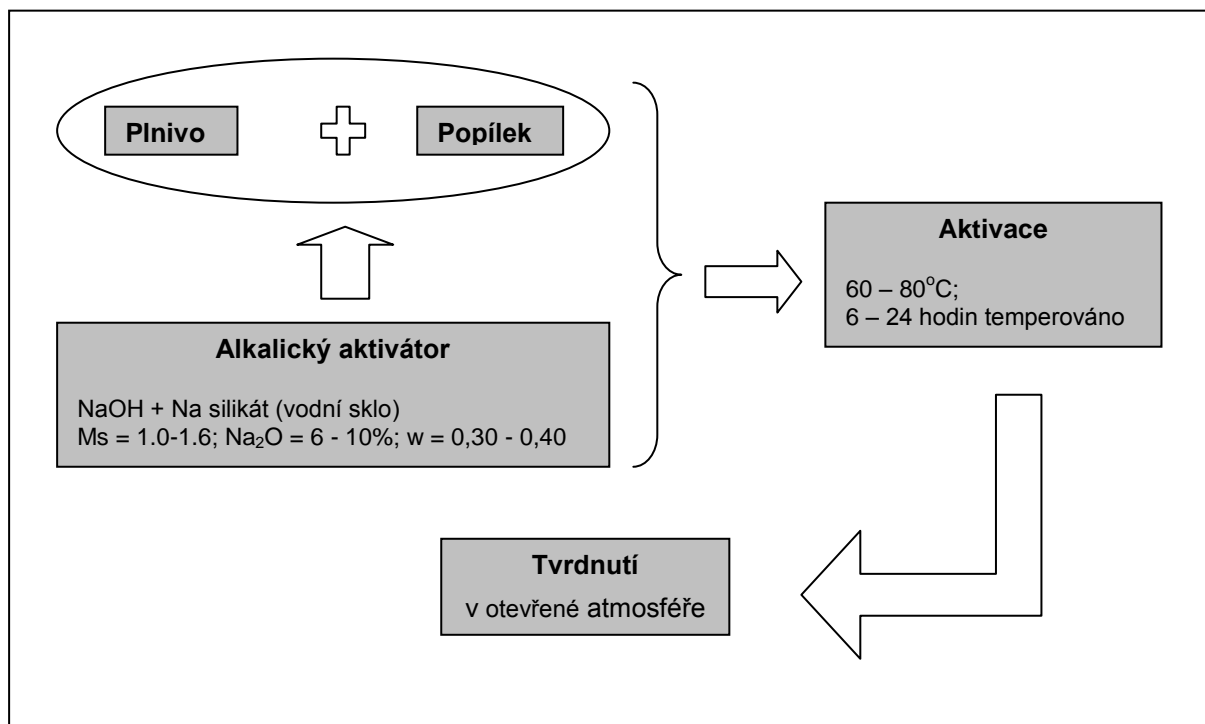 Plnivo
Popílek
Alkalický aktivátor
NaOH + Na silikát (vodní sklo)
Ms = 1.0-1.6; Na₂O = 6 - 10%; w = 0,30 - 0,40
Aktivace
60 – 80°C;
6 – 24 hodin temperováno
Tvrdnutí
v otevřené atmosféře